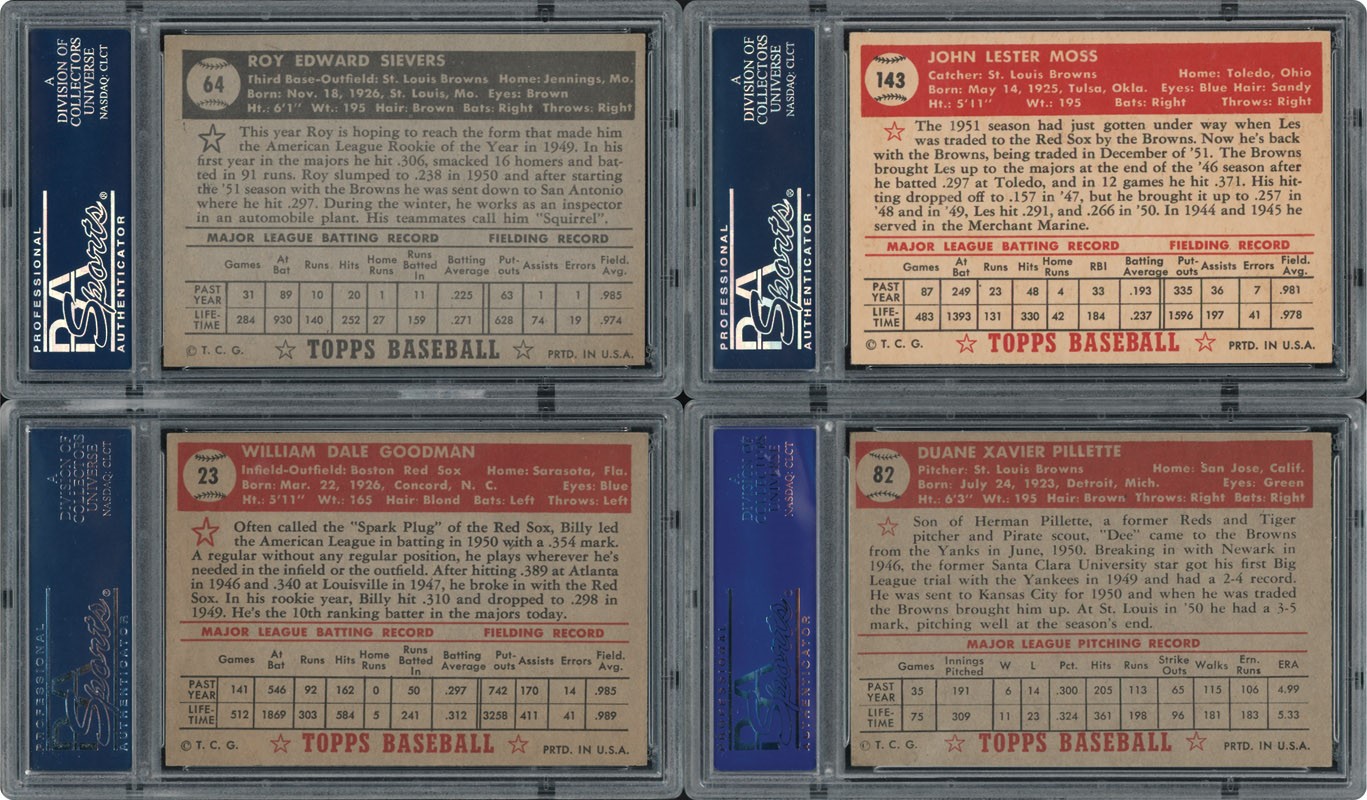 A
DIVISION OF
COLLECTORS
UNIVERSE
NASDAQ: CLCT
PROFESSIONAL
PSA
Sports®
AUTHENTICATOR
64
ROY EDWARD SIEVERS
Third Base-Outfield: St. Louis Browns Home: Jennings, Mo.
Born: Nov. 18, 1926, St. Louis, Mo. Eyes: Brown
Ht.: 6'1" Wt.: 195 Hair: Brown Bats: Right Throws: Right
This year Roy is hoping to reach the form that made him
the American League Rookie of the Year in 1949. In his
first year in the majors he hit .306, smacked 16 homers and bat-
ted in 91 runs. Roy slumped to .238 in 1950 and after starting
the '51 season with the Browns he was sent down to San Antonio
where he hit .297. During the winter, he works as an inspector
in an automobile plant. His teammates call him "Squirrel".
MAJOR LEAGUE BATTING RECORD FIELDING RECORD
Games At Bat Runs Hits Home Runs Runs Batted In Batting Average Put-outs Assists Errors Field. Avg.
PAST YEAR 31 89 10 20 1 11 .225 63 1 1 .985
LIFE-TIME 284 930 140 252 27 159 .271 628 74 19 .974
© T. C. G. TOPPS BASEBALL PRTD. IN U.S.A.
A
DIVISION OF
COLLECTORS
UNIVERSE
NASDAQ: CLCT
PROFESSIONAL
PSA
Sports
AUTHENTICATOR
143
JOHN LESTER MOSS
Catcher: St. Louis Browns Home: Toledo, Ohio
Born: May 14, 1925, Tulsa, Okla. Eyes: Blue Hair: Sandy
Ht.: 5'11" Wt.: 195 Bats: Right Throws: Right
The 1951 season had just gotten under way when Les
was traded to the Red Sox by the Browns. Now he's back
with the Browns, being traded in December of '51. The Browns
brought Les up to the majors at the end of the '46 season after
he batted .297 at Toledo, and in 12 games he hit .371. His hit-
ting dropped off to .157 in '47, but he brought it up to .257 in
'48 and in '49, Les hit .291, and .266 in '50. In 1944 and 1945 he
served in the Merchant Marine.
MAJOR LEAGUE BATTING RECORD FIELDING RECORD
Games At Bat Runs Hits Home Runs RBI Batting Average Put-outs Assists Errors Field. Avg.
PAST YEAR 87 249 23 48 4 33 .193 335 36 7 .981
LIFE-TIME 483 1393 131 330 42 184 .237 1596 197 41 .978
© T. C. G. TOPPS BASEBALL PRTD. IN U.S.A.
A
DIVISION OF
COLLECTORS
UNIVERSE
NASDAQ: CLCT
PROFESSIONAL
PSA
Sports®
AUTHENTICATOR
23
WILLIAM DALE GOODMAN
Infield-Outfield: Boston Red Sox Home: Sarasota, Fla.
Born: Mar. 22, 1926, Concord, N. C. Eyes: Blue
Ht.: 5'11" Wt.: 165 Hair: Blond Bats: Left Throws: Left
Often called the "Spark Plug" of the Red Sox, Billy led
the American League in batting in 1950 with a .354 mark.
A regular without any regular position, he plays wherever he's
needed in the infield or the outfield. After hitting .389 at Atlanta
in 1946 and .340 at Louisville in 1947, he broke in with the Red
Sox. In his rookie year, Billy hit .310 and dropped to .298 in
1949. He's the 10th ranking batter in the majors today.
MAJOR LEAGUE BATTING RECORD FIELDING RECORD
Games At Bat Runs Hits Home Runs Runs Batted In Batting Average Put-outs Assists Errors Field. Avg.
PAST YEAR 141 546 92 162 0 50 .297 742 170 14 .985
LIFE-TIME 512 1869 303 584 5 241 .312 3258 411 41 .989
© T. C. G. TOPPS BASEBALL PRTD. IN U.S.A.
A
DIVISION OF
COLLECTORS
UNIVERSE
NASDAQ: CLCT
PROFESSIONAL
PSA
Sports
AUTHENTICATOR
82
DUANE XAVIER PILLETTE
Pitcher: St. Louis Browns Home: San Jose, Calif.
Born: July 24, 1923, Detroit, Mich. Eyes: Green
Ht.: 6'3" Wt.: 195 Hair: Brown Throws: Right Bats: Right
Son of Herman Pillette, a former Reds and Tiger
pitcher and Pirate scout, "Dee" came to the Browns
from the Yanks in June, 1950. Breaking in with Newark in
1946, the former Santa Clara University star got his first Big
League trial with the Yankees in 1949 and had a 2-4 record.
He was sent to Kansas City for 1950 and when he was traded
the Browns brought him up. At St. Louis in '50 he had a 3-5
mark, pitching well at the season's end.
MAJOR LEAGUE PITCHING RECORD
Games Innings Pitched W L Pct. Hits Runs Strike Outs Walks Ern. Runs ERA
PAST YEAR 35 191 6 14 .300 205 113 65 115 106 4.99
LIFE-TIME 75 309 11 23 .324 361 198 96 181 183 5.33
© T. C. G. TOPPS BASEBALL PRTD. IN U.S.A.